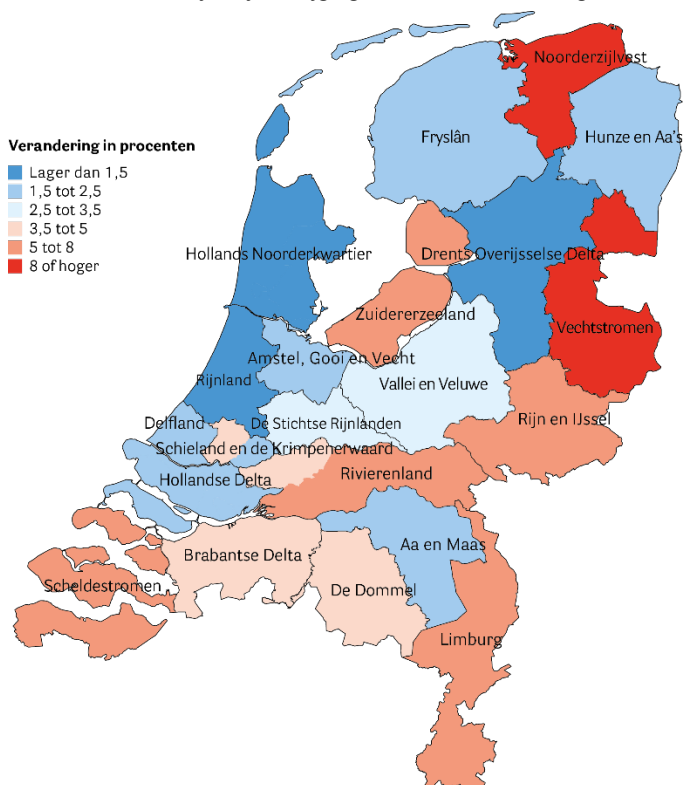 Noorderzijlvest
Fryslân
Hunze en Aa's
Verandering in procenten
Lager dan 1,5
1,5 tot 2,5
2,5 tot 3,5
3,5 tot 5
5 tot 8
8 of hoger
Hollands Noorderkwartier
Drents Overijsselse Delta
Zuidererzeeland
Vechtstromen
Amstel, Gooi en Vecht
Rijnland
Vallei en Veluwe
Delfland
De Stichtse Rijnlanden
Rijn en IJssel
Schieland en de Krimpenerwaard
Rivierenland
Hollandse Delta
Aa en Maas
Brabantse Delta
Scheldestromen
De Dommel
Limburg